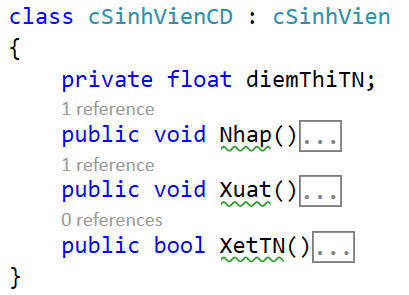 class cSinhVienCD : cSinhVien
{
private float diemThiTN;
1 reference
public void Nhap()...
1 reference
public void Xuat()...
0 references
public bool XetTN()...
}